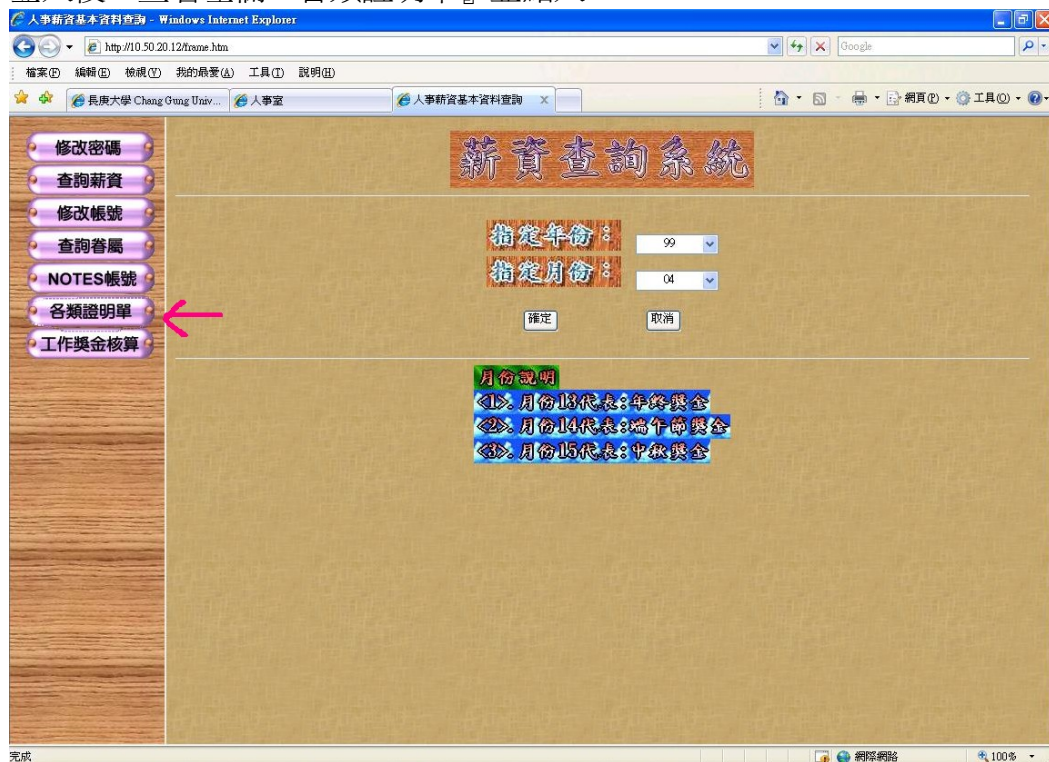 人事薪資基本資料查詢 - Windows Internet Explorer
http://10.50.20.12/frame.htm
Google
檔案(F) 編輯(E) 檢視(V) 我的最愛(A) 工具(T) 說明(H)
長庚大學 Chang Gung Univ... 人事室 人事薪資基本資料查詢 網頁(P) 工具(O)
修改密碼
查詢薪資
修改帳號
查詢眷屬
NOTES帳號
各類證明單
工作獎金核算
薪資查詢系統
指定年份： 99
指定月份： 04
確定 取消
月份說明
<1>. 月份13代表：年終獎金
<2>. 月份14代表：端午節獎金
<3>. 月份15代表：中秋獎金
完成 網際網路 100%